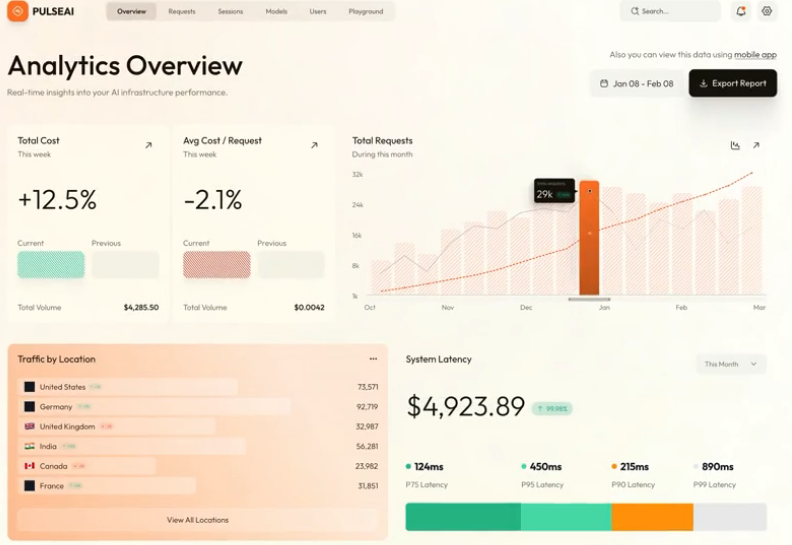 PULSEAI
Overview Requests Sessions Models Users Playground
Search...
Analytics Overview
Real-time insights into your AI infrastructure performance.
Also you can view this data using mobile app
Jan 08 - Feb 08
Export Report
Total Cost
This week
+12.5%
Current Previous
Total Volume $4,285.50
Avg Cost / Request
This week
-2.1%
Current Previous
Total Volume $0.0042
Total Requests
During this month
32k
24k
16k
8k
1k
29k
Oct Nov Dec Jan Feb Mar
Traffic by Location
United States 73,571
Germany 92,719
United Kingdom 32,987
India 56,281
Canada 23,982
France 31,851
View All Locations
System Latency
This Month
$4,923.89
124ms 450ms 215ms 890ms
P75 Latency P95 Latency P90 Latency P99 Latency